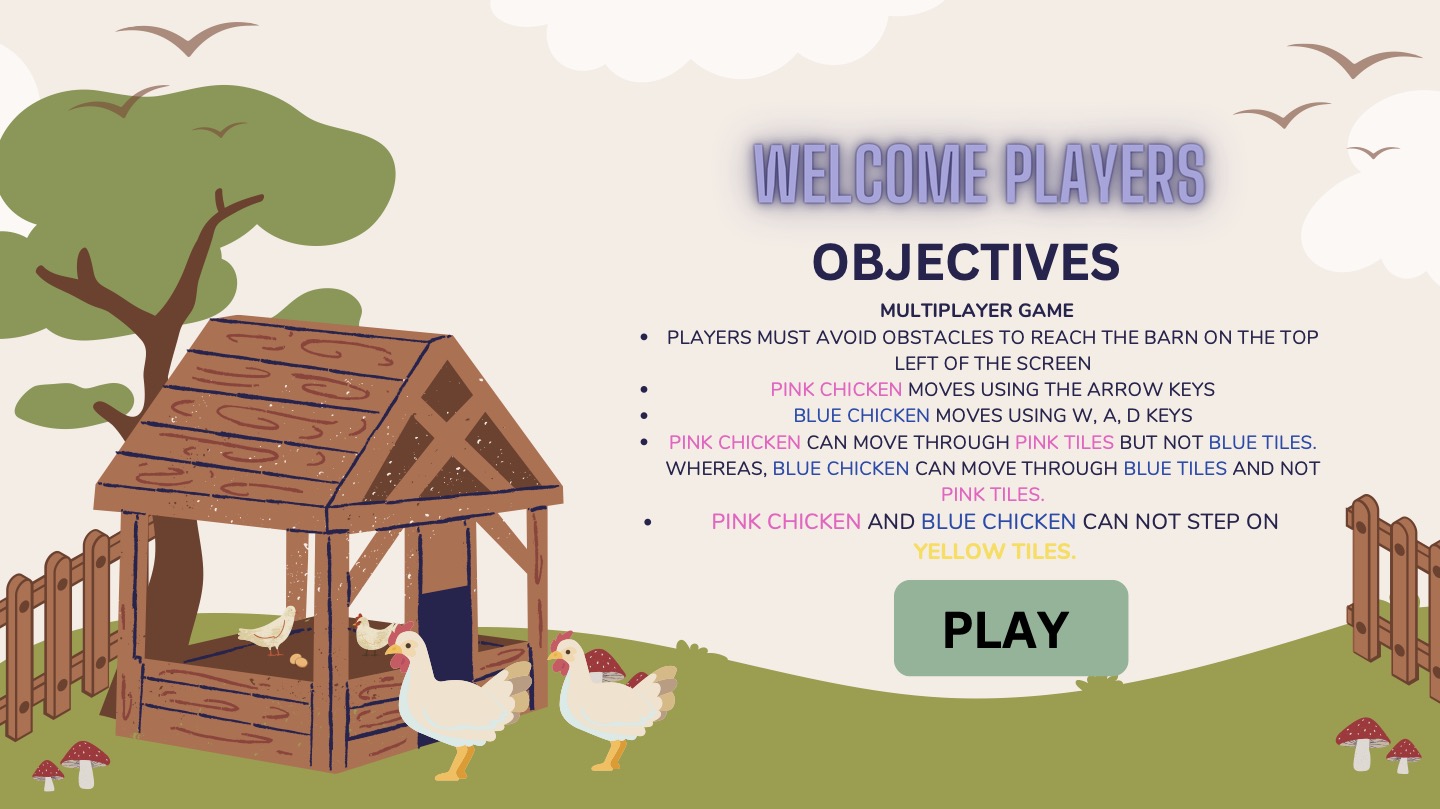 WELCOME PLAYERS
OBJECTIVES
MULTIPLAYER GAME
• PLAYERS MUST AVOID OBSTACLES TO REACH THE BARN ON THE TOP
LEFT OF THE SCREEN
• PINK CHICKEN MOVES USING THE ARROW KEYS
• BLUE CHICKEN MOVES USING W, A, D KEYS
• PINK CHICKEN CAN MOVE THROUGH PINK TILES BUT NOT BLUE TILES.
WHEREAS, BLUE CHICKEN CAN MOVE THROUGH BLUE TILES AND NOT
PINK TILES.
• PINK CHICKEN AND BLUE CHICKEN CAN NOT STEP ON
YELLOW TILES.
PLAY